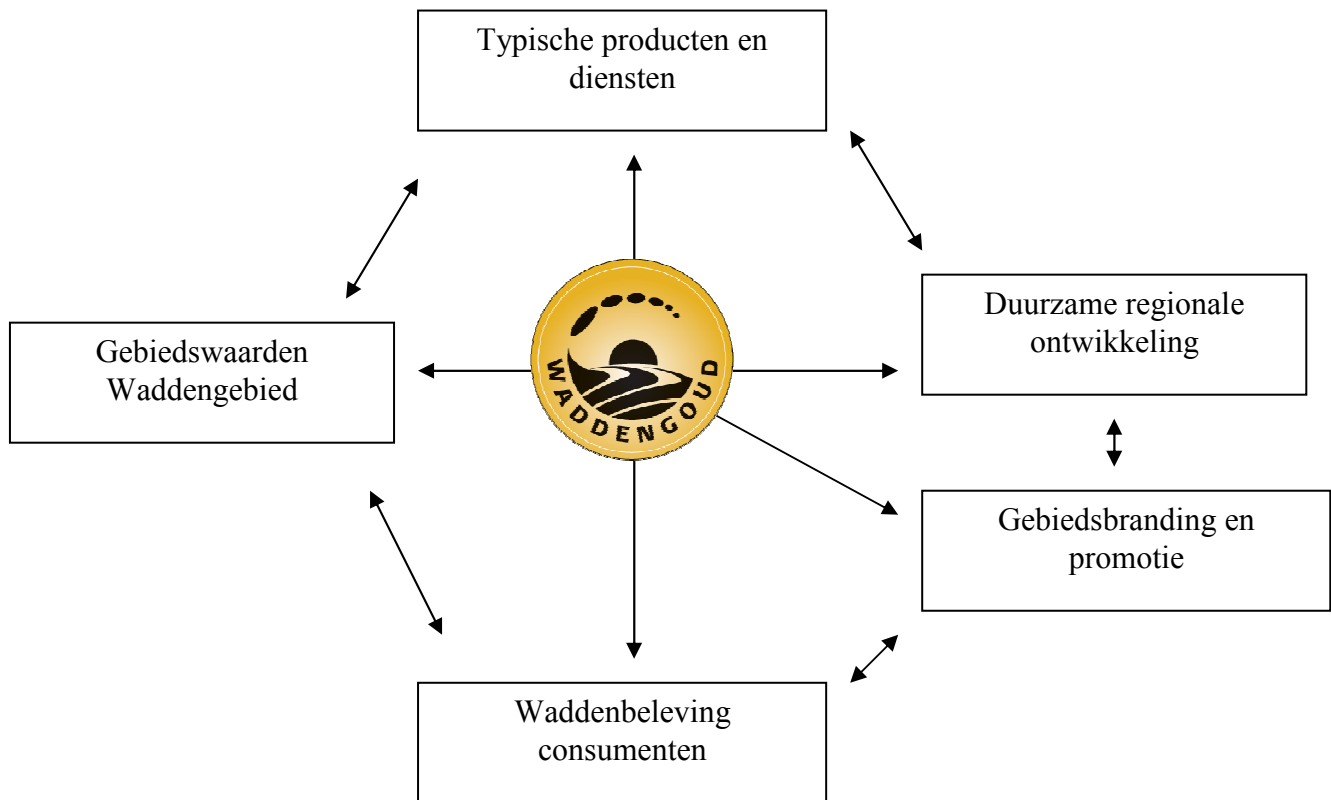 Typische producten en
diensten
Duurzame regionale
ontwikkeling
Gebiedswaarden
Waddengebied
WADDENGOUD
Gebiedsbranding en
promotie
Waddenbeleving
consumenten